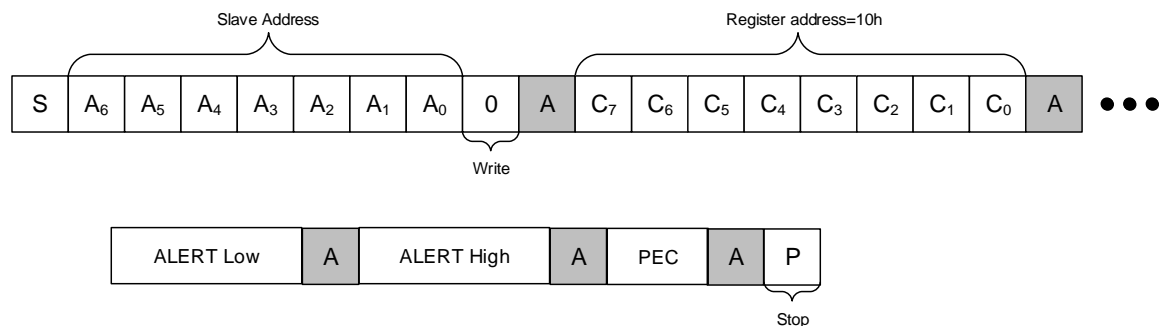 Slave Address Register address=10h
S A₆ A₅ A₄ A₃ A₂ A₁ A₀ 0 A C₇ C₆ C₅ C₄ C₃ C₂ C₁ C₀ A
Write
ALERT Low A ALERT High A PEC A P
Stop